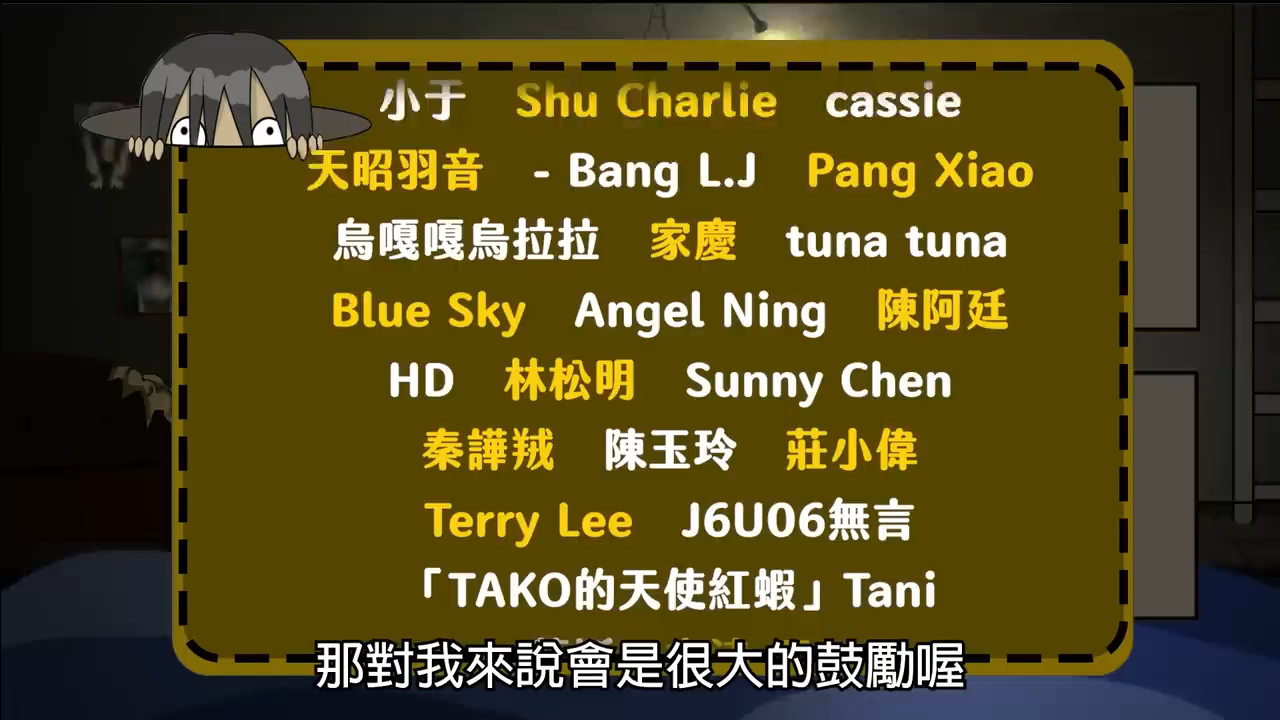 小于 Shu Charlie cassie
天昭羽音 - Bang L.J Pang Xiao
烏嘎嘎烏拉拉 家慶 tuna tuna
Blue Sky Angel Ning 陳阿廷
HD 林松明 Sunny Chen
秦譁羢 陳玉玲 莊小偉
Terry Lee J6U06無言
「TAKO的天使紅蝦」Tani
那對我來說會是很大的鼓勵喔